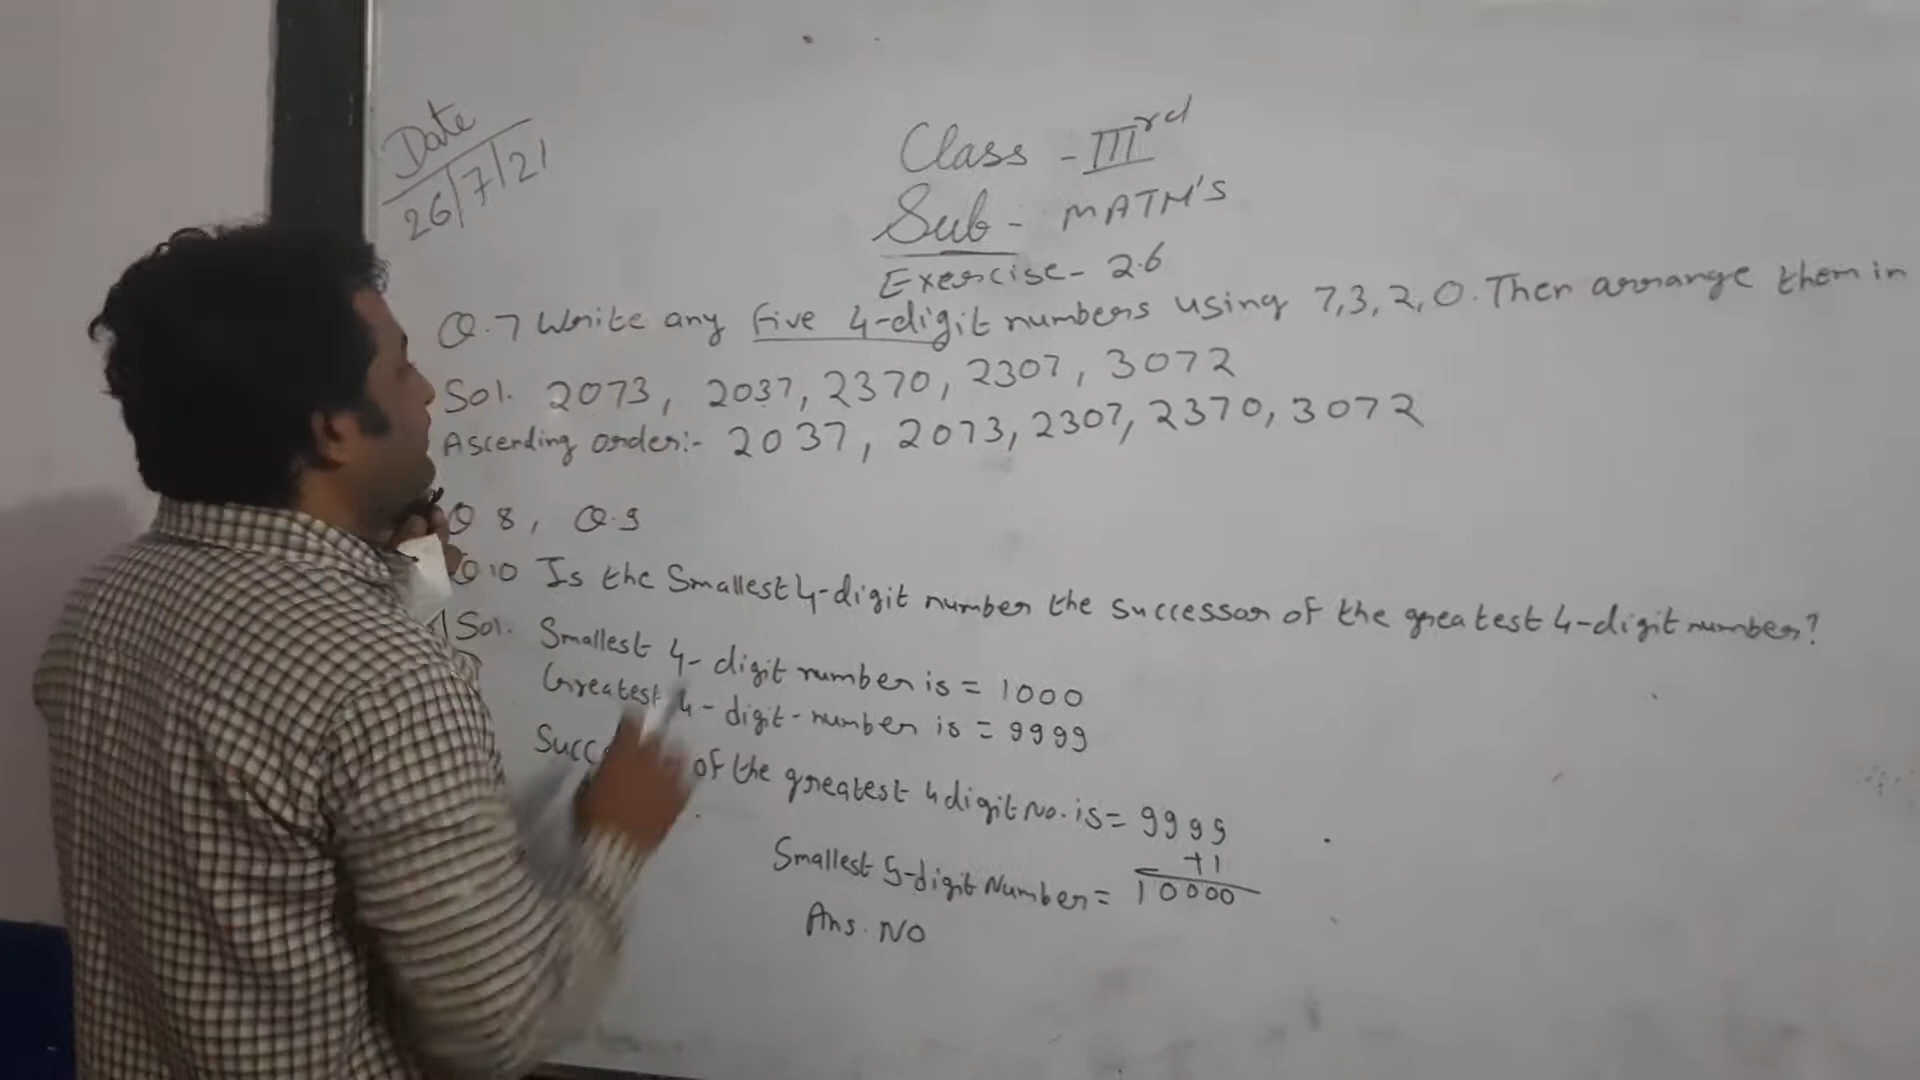 Date
26/7/21
Class - III rd
Sub - MATH'S
Exercise - 2.6
Q.7 Write any five 4-digit numbers using 7,3,2,0. Then arrange them in
Sol. 2073, 2037, 2370, 2307, 3072
Ascending order:- 2037, 2073, 2307, 2370, 3072
Q 8, Q.9
Q.10 Is the Smallest 4-digit number the successor of the greatest 4-digit number?
Sol. Smallest 4-digit number is = 1000
Greatest 4-digit-number is = 9999
of the greatest 4 digit No. is = 9999
+1
Smallest 5-digit Number = 10000
Ans. NO